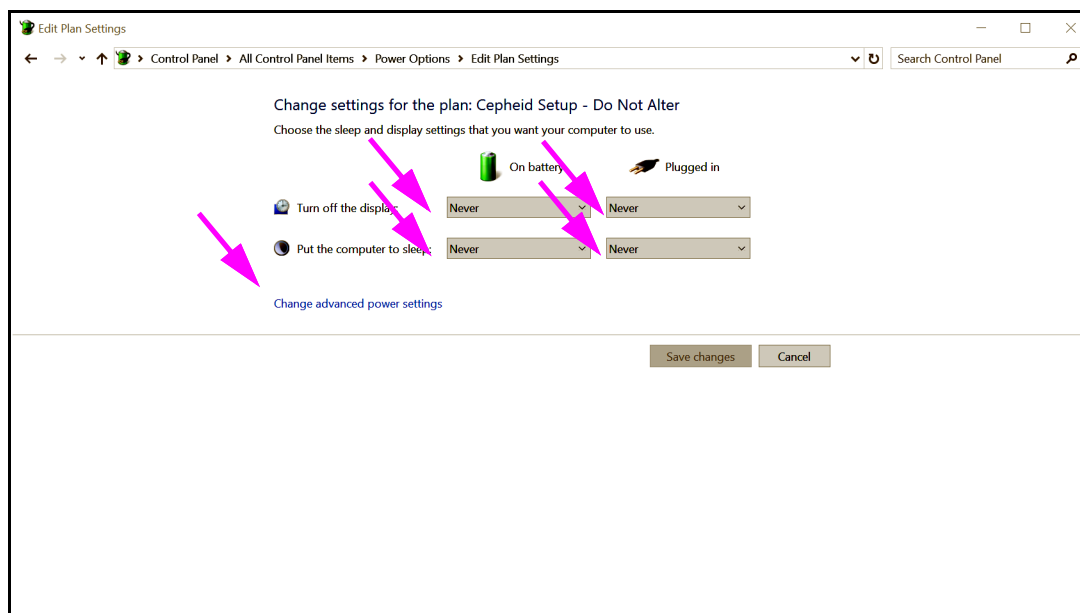 Edit Plan Settings
Control Panel > All Control Panel Items > Power Options > Edit Plan Settings
Search Control Panel
Change settings for the plan: Cepheid Setup - Do Not Alter
Choose the sleep and display settings that you want your computer to use.
On battery Plugged in
Turn off the display: Never Never
Put the computer to sleep: Never Never
Change advanced power settings
Save changes Cancel